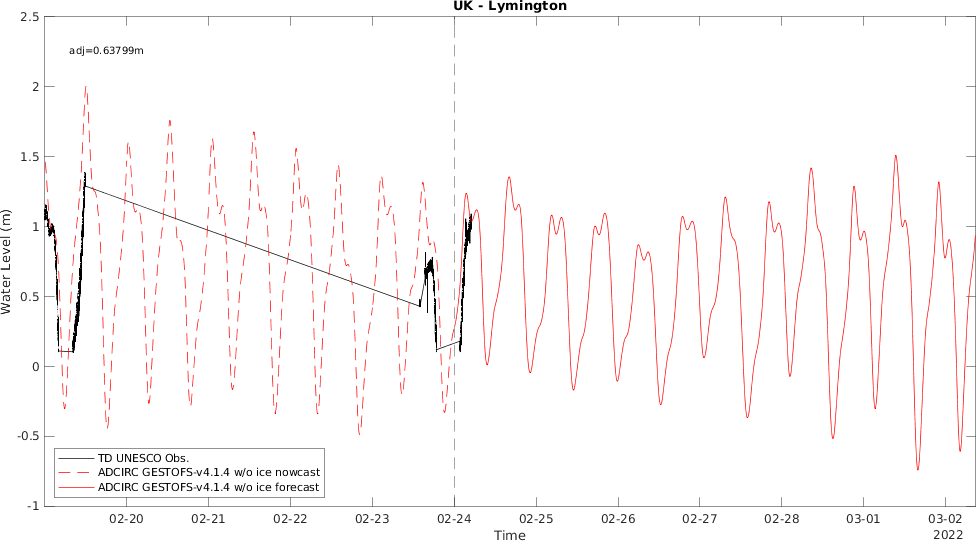 UK - Lymington
adj=0.63799m
Water Level (m)
2.5
2
1.5
1
0.5
0
-0.5
-1
TD UNESCO Obs.
ADCIRC GESTOFS-v4.1.4 w/o ice nowcast
ADCIRC GESTOFS-v4.1.4 w/o ice forecast
02-20 02-21 02-22 02-23 02-24 02-25 02-26 02-27 02-28 03-01 03-02
Time
2022